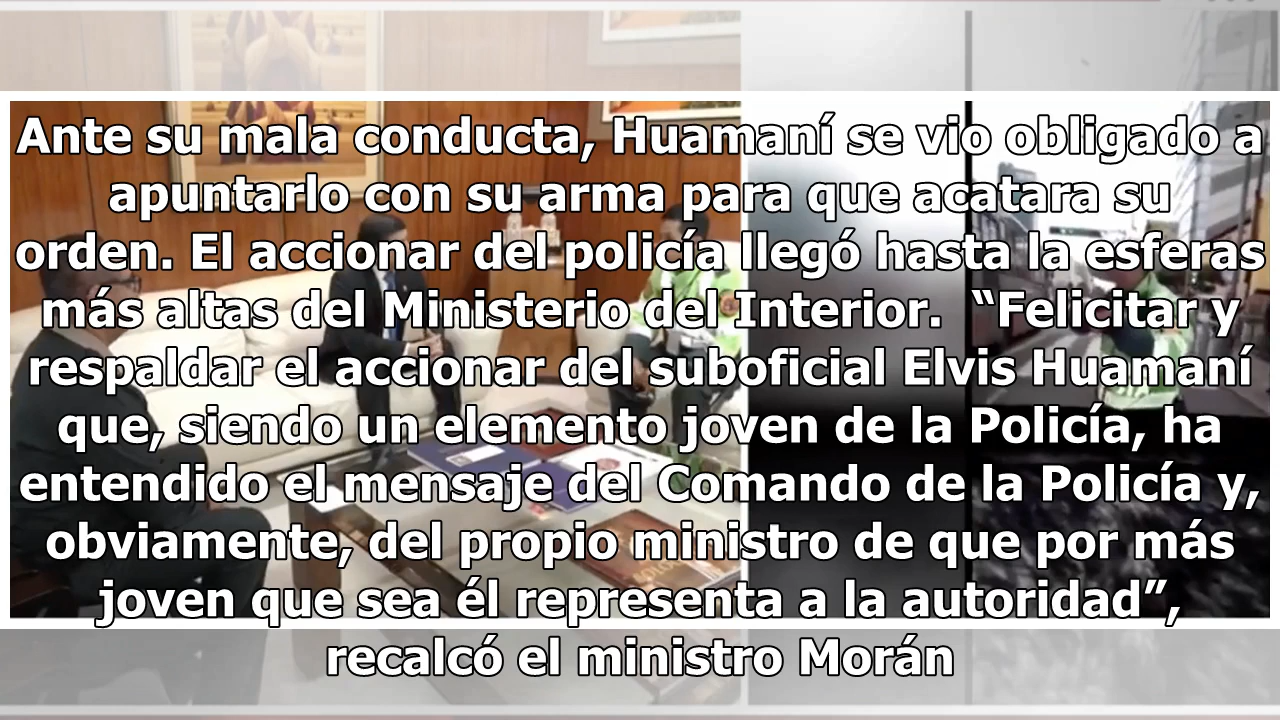 Ante su mala conducta, Huamaní se vio obligado a
apuntarlo con su arma para que acatara su
orden. El accionar del policía llegó hasta la esferas
más altas del Ministerio del Interior. “Felicitar y
respaldar el accionar del suboficial Elvis Huamaní
que, siendo un elemento joven de la Policía, ha
entendido el mensaje del Comando de la Policía y,
obviamente, del propio ministro de que por más
joven que sea él representa a la autoridad”,
recalcó el ministro Morán